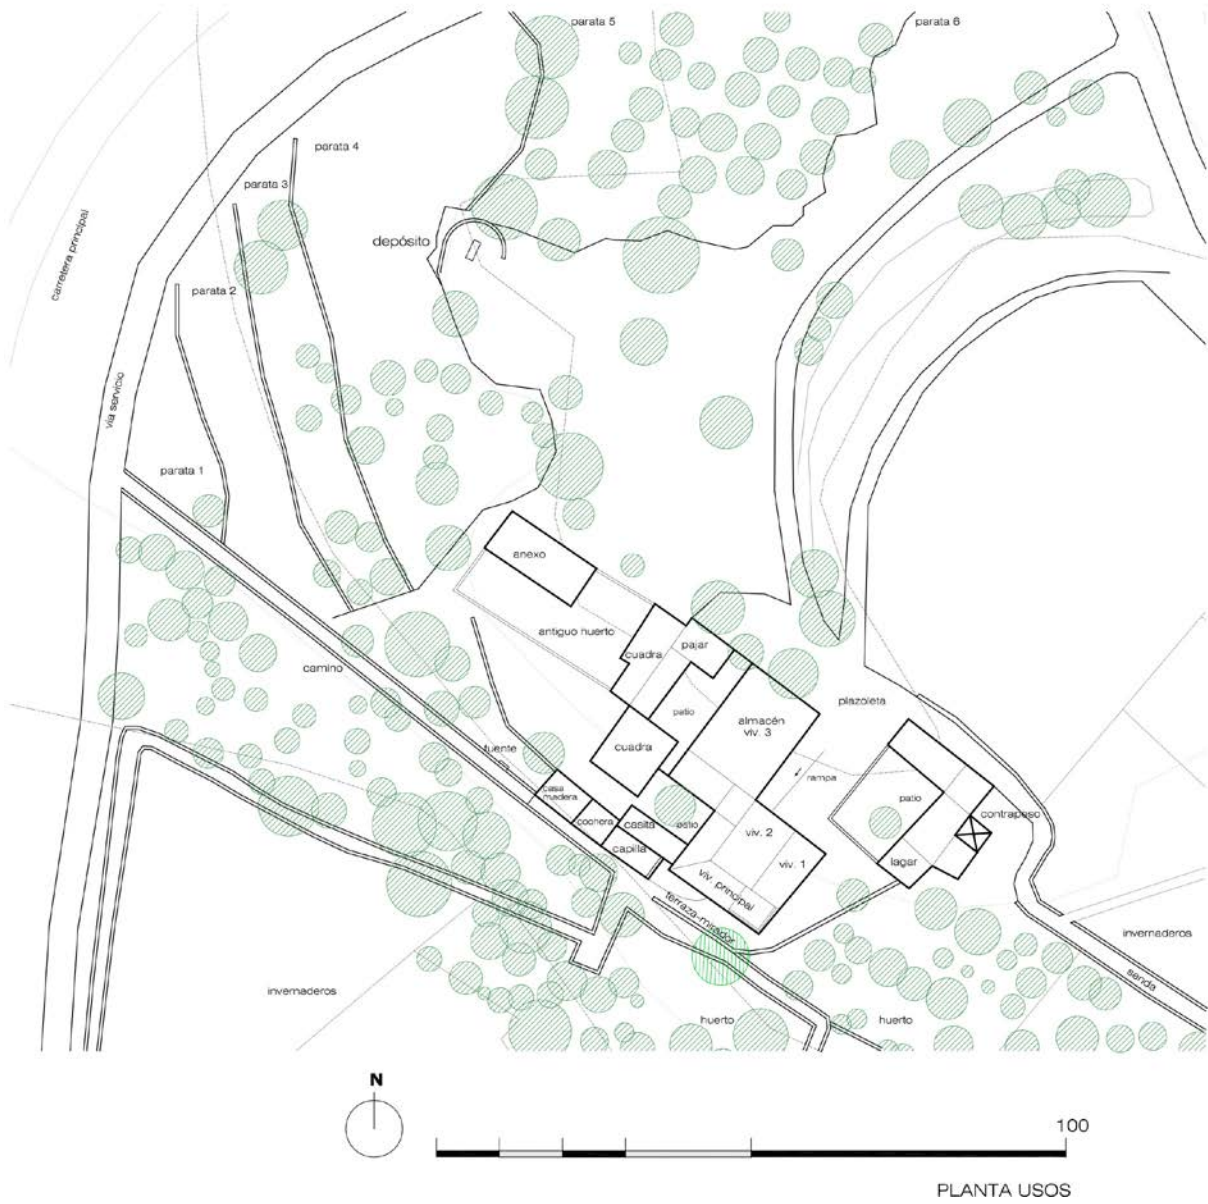 parata 5
parata 6
parata 4
parata 3
carretera principal
depósito
parata 2
vía servicio
parata 1
anexo
antiguo huerto
cuadra
pajar
camino
patio
almacén
viv. 3
plazoleta
cuadra
fuente
rampa
casa
madera
patio
contrapeso
cochera
casita
patio
viv. 2
capilla
viv. 1
lagar
viv. principal
terraza-mirador
invernaderos
senda
invernaderos
huerto
huerto
N
100
PLANTA USOS